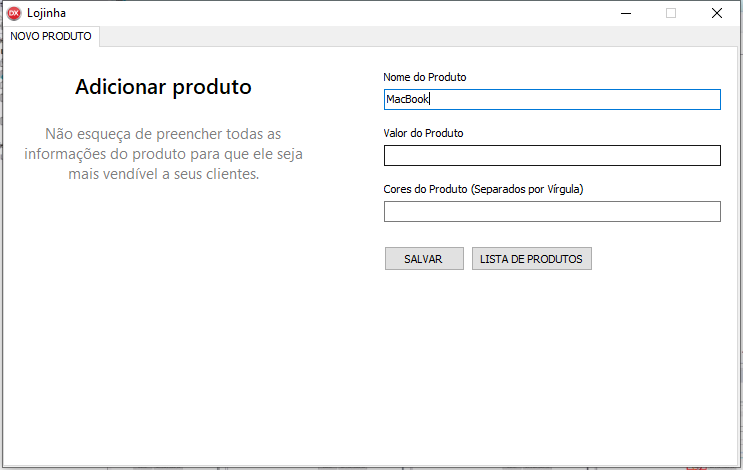 DX Lojinha
NOVO PRODUTO
Adicionar produto
Não esqueça de preencher todas as
informações do produto para que ele seja
mais vendível a seus clientes.
Nome do Produto
MacBook
Valor do Produto
Cores do Produto (Separados por Vírgula)
SALVAR LISTA DE PRODUTOS